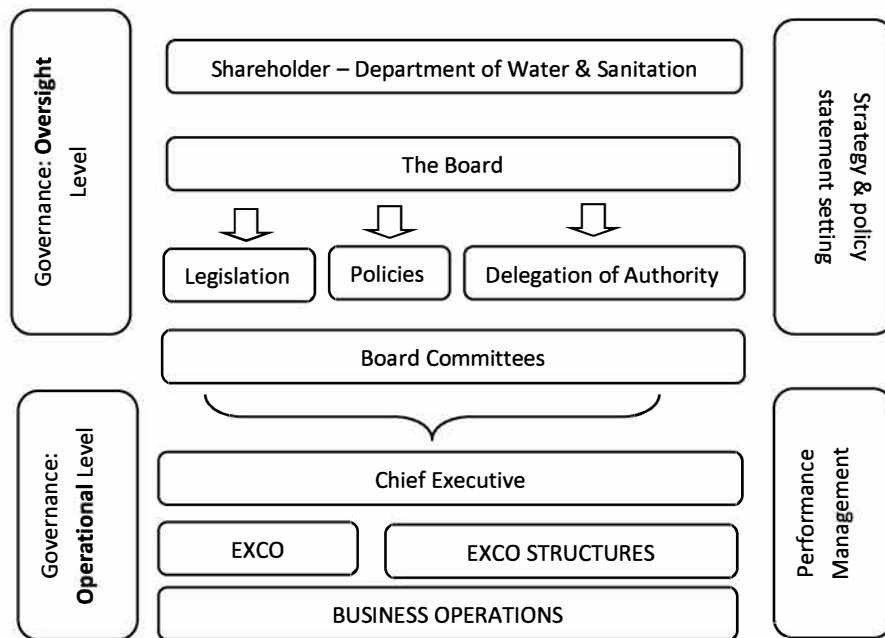 Governance: Oversight
Level
Shareholder – Department of Water & Sanitation
The Board
Legislation
Policies
Delegation of Authority
Board Committees
Strategy & policy
statement setting
Governance:
Operational Level
Chief Executive
EXCO
EXCO STRUCTURES
BUSINESS OPERATIONS
Performance
Management